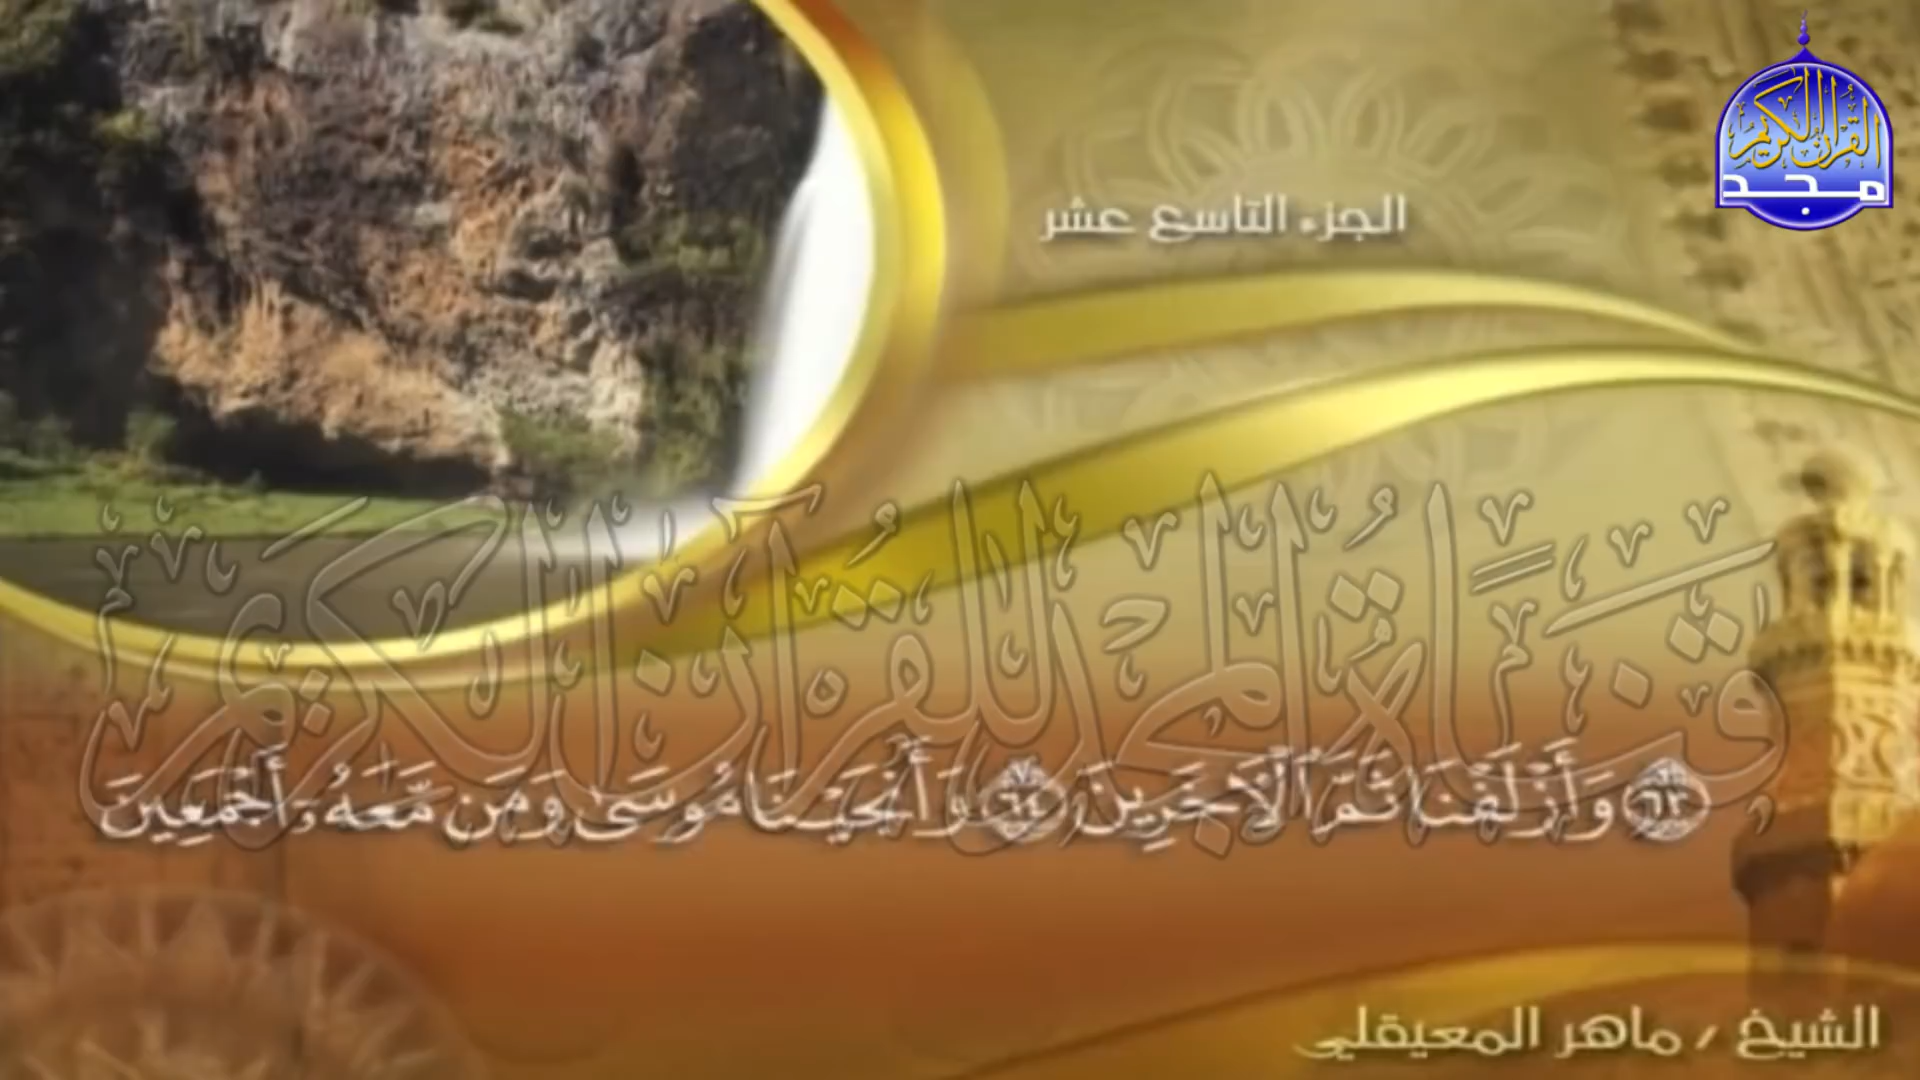 القرآن الكريم
مجد
الجزء التاسع عشر
قناة المجد للقرآن الكريم
٦٣ وَأَزْلَفْنَا ثَمَّ الْآخَرِينَ ٦٤ وَأَنجَيْنَا مُوسَىٰ وَمَن مَّعَهُۥ أَجْمَعِينَ
الشيخ / ماهر المعيقلي